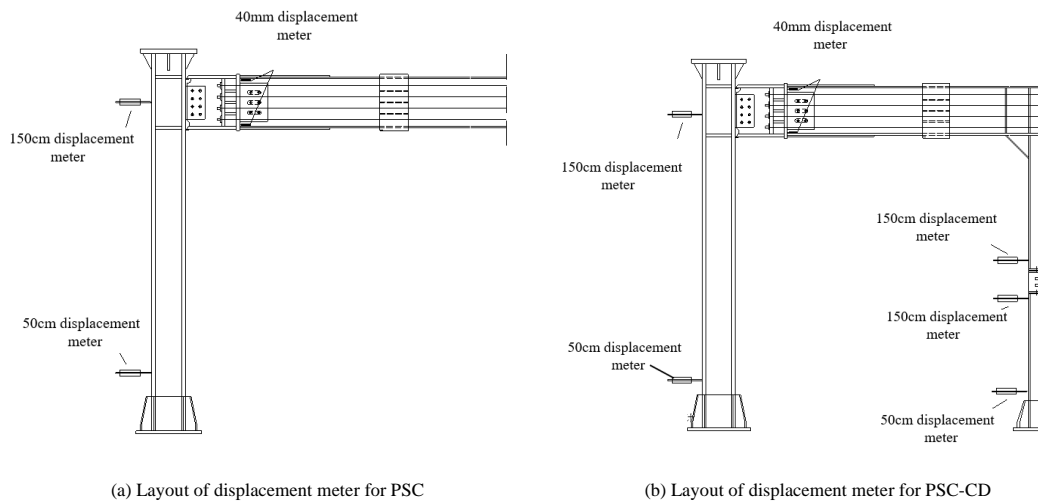 40mm displacement
meter
150cm displacement
meter
50cm displacement
meter
(a) Layout of displacement meter for PSC
40mm displacement
meter
150cm displacement
meter
150cm displacement
meter
150cm displacement
meter
50cm displacement
meter
50cm displacement
meter
(b) Layout of displacement meter for PSC-CD